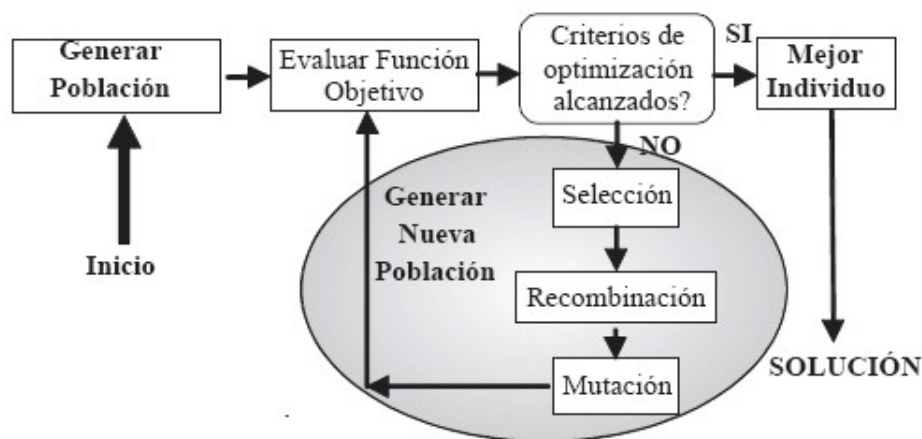 Generar
Población
Evaluar Función
Objetivo
Criterios de
optimización
alcanzados?
SI
Mejor
Individuo
NO
Selección
Generar
Nueva
Población
Inicio
Recombinación
Mutación
SOLUCIÓN